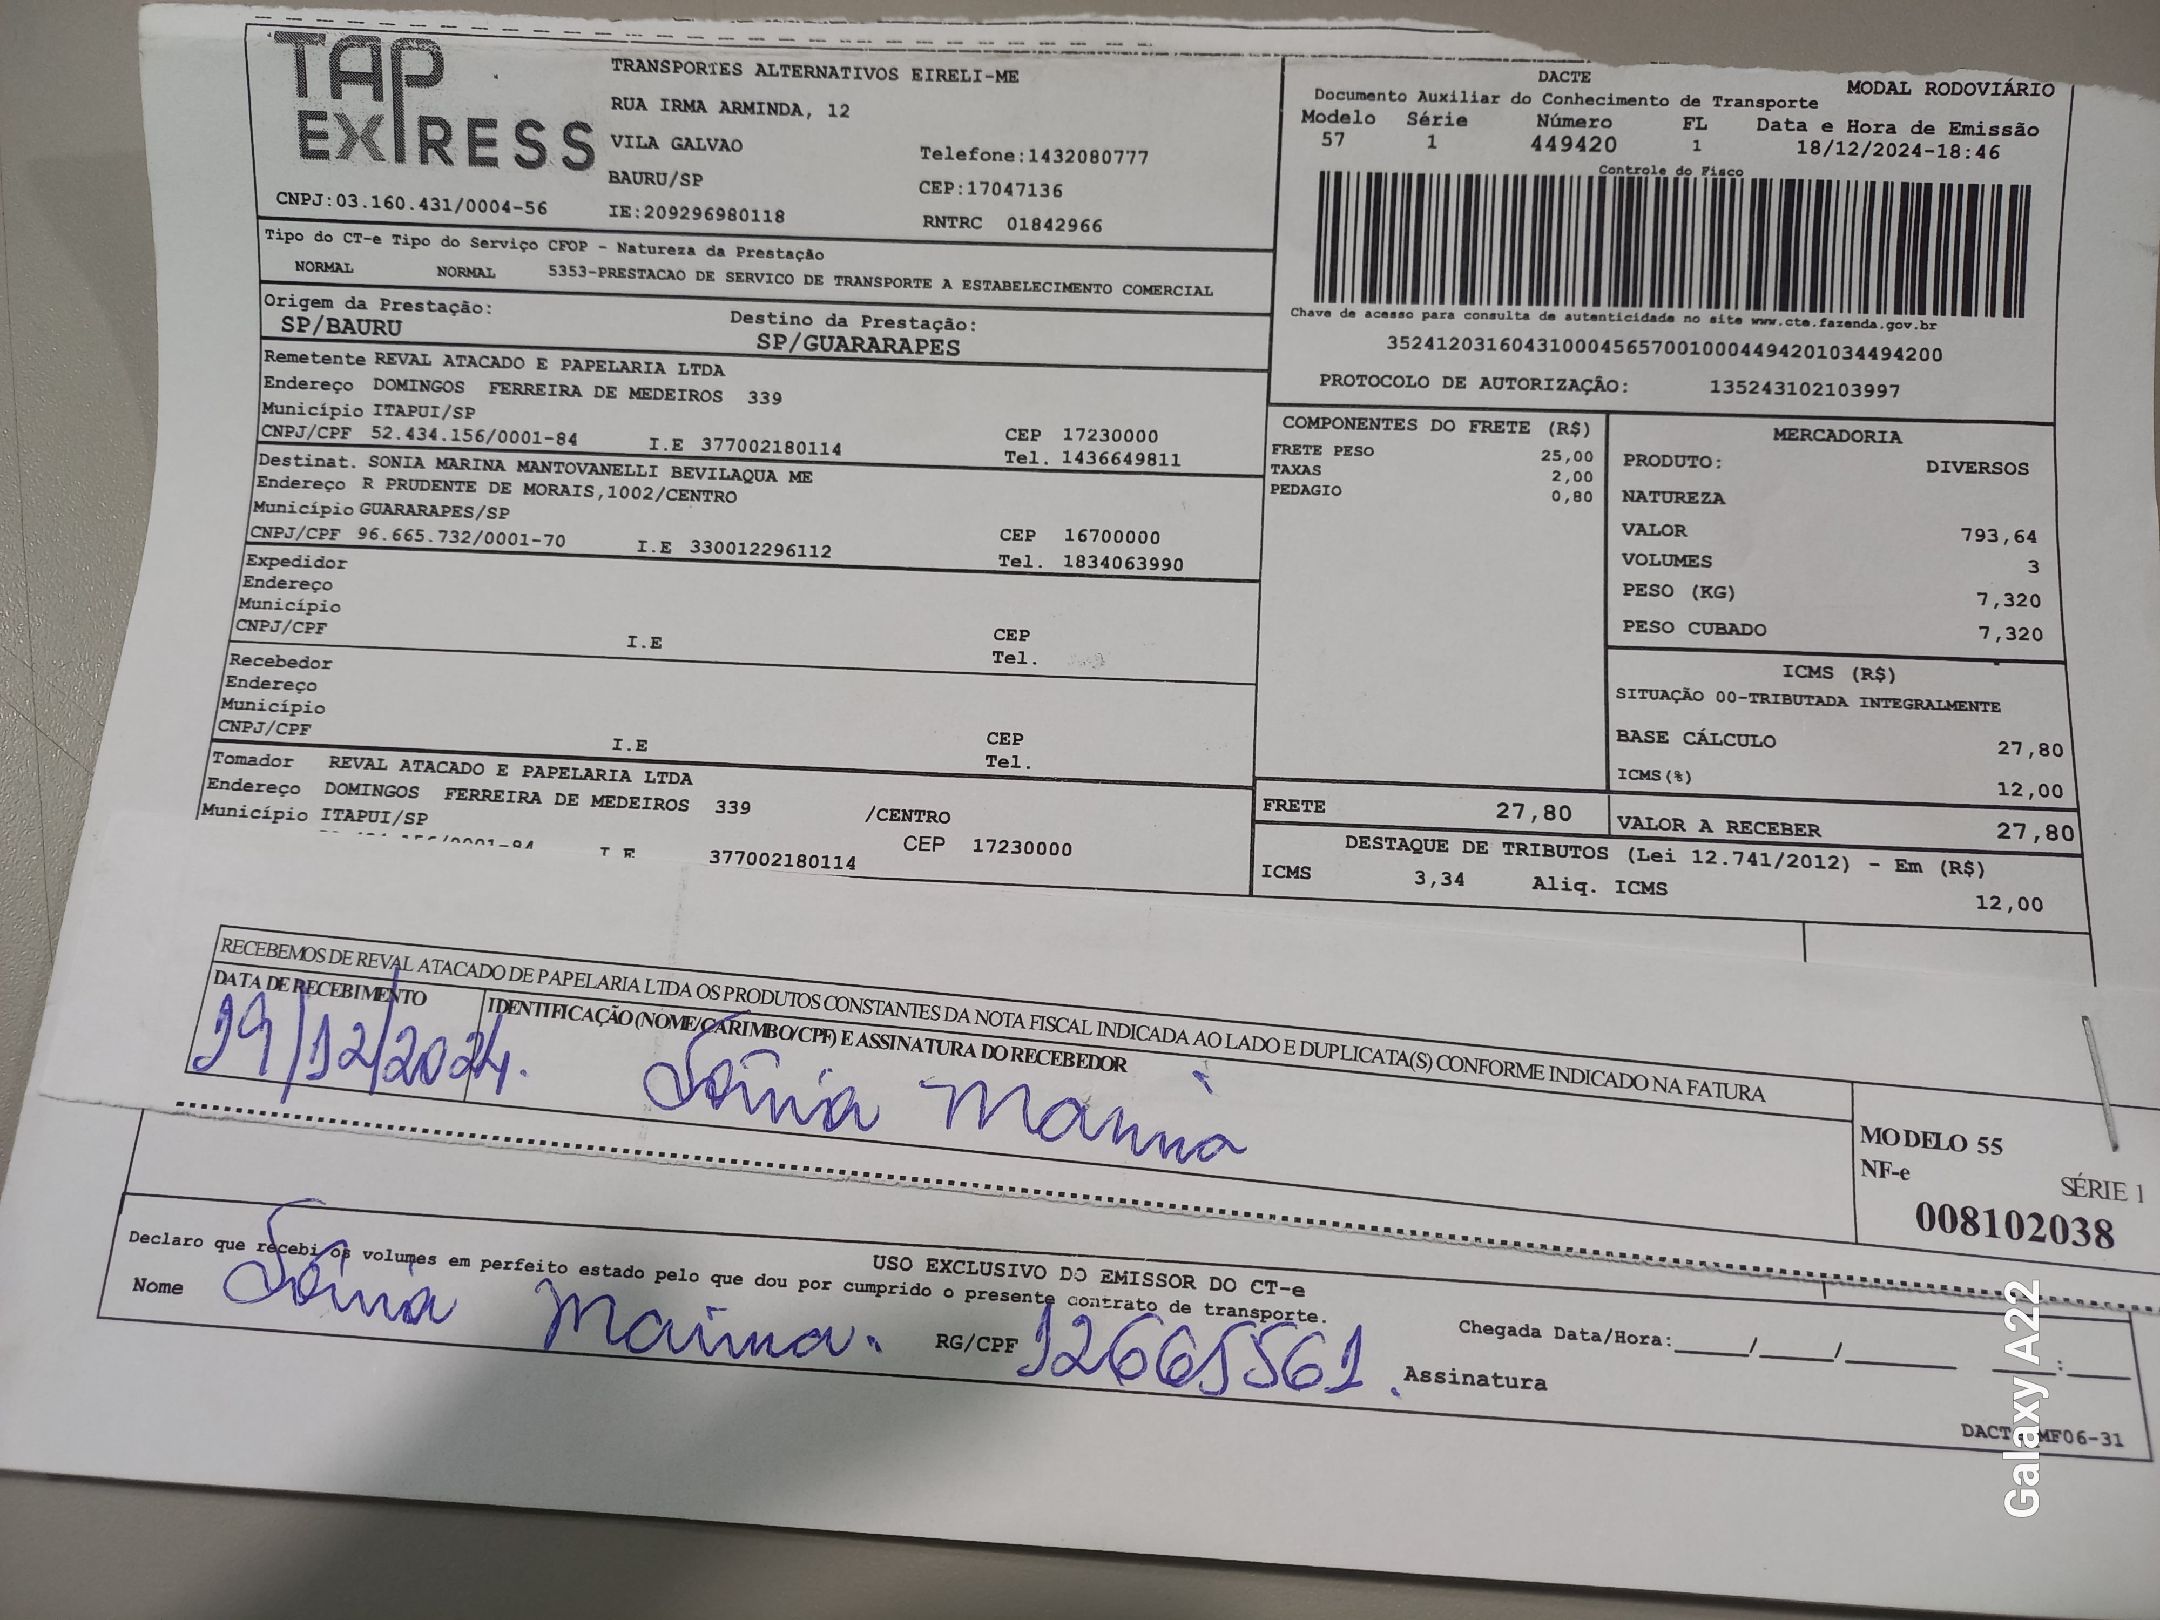 TAP EXPRESS
TRANSPORTES ALTERNATIVOS EIRELI-ME
RUA IRMA ARMINDA, 12
VILA GALVAO
Telefone:1432080777
BAURU/SP
CEP:17047136
CNPJ:03.160.431/0004-56
IE:209296980118
RNTRC 01842966
DACTE
MODAL RODOVIÁRIO
Documento Auxiliar do Conhecimento de Transporte
Modelo Série Número FL Data e Hora de Emissão
57 1 449420 1 18/12/2024-18:46
Controle do Fisco
Chave de acesso para consulta de autenticidade no site www.cte.fazenda.gov.br
35241203160431000456570010004494201034494200
PROTOCOLO DE AUTORIZAÇÃO: 135243102103997
Tipo do CT-e Tipo do Serviço CFOP - Natureza da Prestação
NORMAL NORMAL 5353-PRESTACAO DE SERVICO DE TRANSPORTE A ESTABELECIMENTO COMERCIAL
Origem da Prestação: Destino da Prestação:
SP/BAURU SP/GUARARAPES
Remetente REVAL ATACADO E PAPELARIA LTDA
Endereço DOMINGOS FERREIRA DE MEDEIROS 339
Município ITAPUI/SP CEP 17230000
CNPJ/CPF 52.434.156/0001-84 I.E 377002180114 Tel. 1436649811
Destinat. SONIA MARINA MANTOVANELLI BEVILAQUA ME
Endereço R PRUDENTE DE MORAIS,1002/CENTRO
Município GUARARAPES/SP CEP 16700000
CNPJ/CPF 96.665.732/0001-70 I.E 330012296112 Tel. 1834063990
Expedidor
Endereço
Município CEP
CNPJ/CPF I.E Tel.
Recebedor
Endereço
Município CEP
CNPJ/CPF I.E Tel.
Tomador REVAL ATACADO E PAPELARIA LTDA
Endereço DOMINGOS FERREIRA DE MEDEIROS 339 /CENTRO
Município ITAPUI/SP CEP 17230000
I.E 377002180114
COMPONENTES DO FRETE (R$)
FRETE PESO 25,00
TAXAS 2,00
PEDAGIO 0,80
MERCADORIA
PRODUTO: DIVERSOS
NATUREZA
VALOR 793,64
VOLUMES 3
PESO (KG) 7,320
PESO CUBADO 7,320
ICMS (R$)
SITUAÇÃO 00-TRIBUTADA INTEGRALMENTE
BASE CÁLCULO 27,80
ICMS(%) 12,00
FRETE 27,80 VALOR A RECEBER 27,80
DESTAQUE DE TRIBUTOS (Lei 12.741/2012) - Em (R$)
ICMS 3,34 Aliq. ICMS 12,00
RECEBEMOS DE REVAL ATACADO DE PAPELARIA LTDA OS PRODUTOS CONSTANTES DA NOTA FISCAL INDICADA AO LADO E DUPLICATA(S) CONFORME INDICADO NA FATURA
DATA DE RECEBIMENTO IDENTIFICAÇÃO (NOME/CARIMBO/CPF) E ASSINATURA DO RECEBEDOR
19/12/2024. Sônia Marina
MODELO 55
NF-e SÉRIE 1
008102038
USO EXCLUSIVO DO EMISSOR DO CT-e
Declaro que recebi os volumes em perfeito estado pelo que dou por cumprido o presente contrato de transporte.
Nome Sônia Marina. RG/CPF 12665561. Assinatura
Chegada Data/Hora:____/____/______ ___:___
MF06-31
Galaxy A22